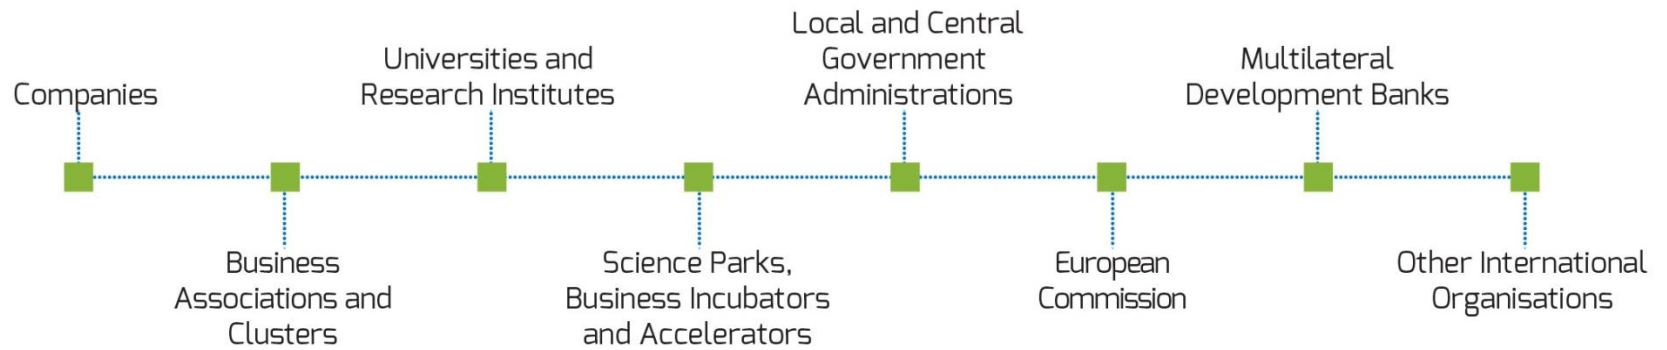 Companies
Business
Associations and
Clusters
Universities and
Research Institutes
Science Parks,
Business Incubators
and Accelerators
Local and Central
Government
Administrations
European
Commission
Multilateral
Development Banks
Other International
Organisations